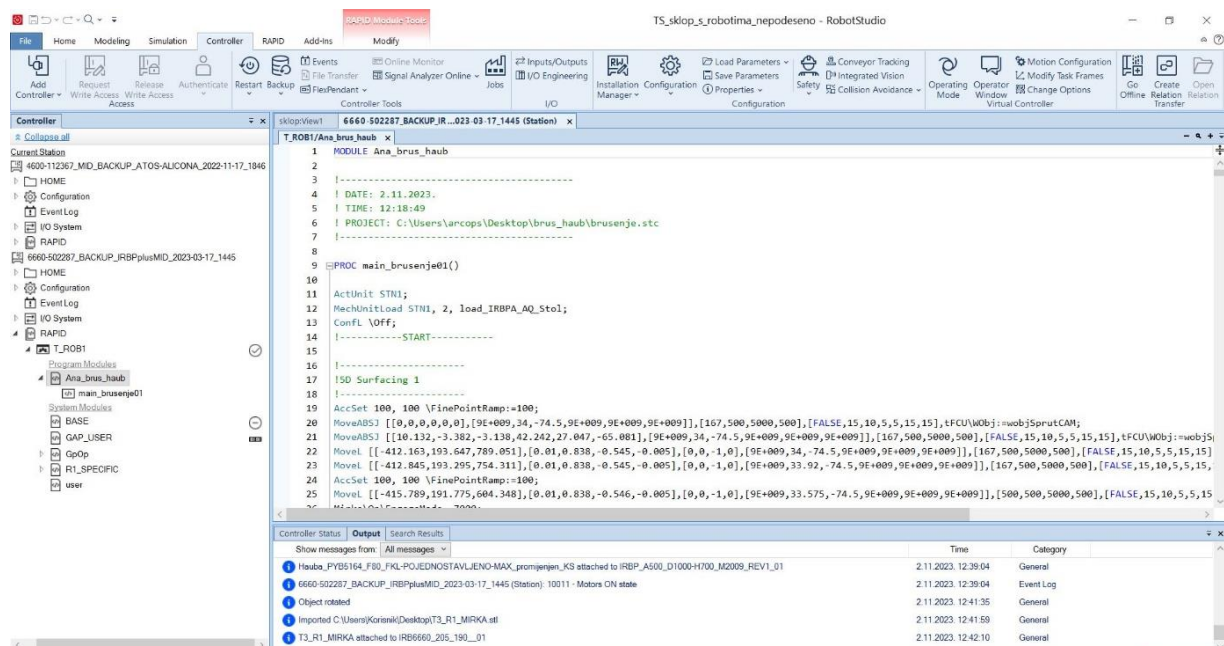 RAPID Module Tools
TS_sklop_s_robotima_nepodeseno - RobotStudio
File Home Modeling Simulation Controller RAPID Add-Ins Modify
Add Controller
Request Write Access
Release Write Access
Authenticate
Access
Restart
Backup
Events
File Transfer
FlexPendant
Online Monitor
Signal Analyzer Online
Jobs
Controller Tools
Inputs/Outputs
I/O Engineering
I/O
Installation Manager
Configuration
Load Parameters
Save Parameters
Properties
Safety
Conveyor Tracking
Integrated Vision
Collision Avoidance
Configuration
Operating Mode
Operator Window
Motion Configuration
Modify Task Frames
Change Options
Virtual Controller
Go Offline
Create Relation
Open Relation
Transfer
Controller
Collapse all
Current Station
4600-112367_MID_BACKUP_ATOS-ALICONA_2022-11-17_1846
HOME
Configuration
Event Log
I/O System
RAPID
6660-502287_BACKUP_IRBPplusMID_2023-03-17_1445
HOME
Configuration
Event Log
I/O System
RAPID
T_ROB1
Program Modules
Ana_brus_haub
main_brusenje01
System Modules
BASE
GAP_USER
GpOp
R1_SPECIFIC
user
sklop:View1 6660-502287_BACKUP_IR ...023-03-17_1445 (Station) x
T_ROB1/Ana_brus_haub x
1 MODULE Ana_brus_haub
2
3 !-----------------------------------------
4 ! DATE: 2.11.2023.
5 ! TIME: 12:18:49
6 ! PROJECT: C:\Users\arcops\Desktop\brus_haub\brusenje.stc
7 !-----------------------------------------
8
9 PROC main_brusenje01()
10
11 ActUnit STN1;
12 MechUnitLoad STN1, 2, load_IRBPA_AQ_Stol;
13 ConfL \Off;
14 !-----------START-----------
15
16 !----------------------
17 !5D Surfacing 1
18 !----------------------
19 AccSet 100, 100 \FinePointRamp:=100;
20 MoveABSJ [[0,0,0,0,0,0],[9E+009,34,-74.5,9E+009,9E+009,9E+009]],[167,500,5000,500],[FALSE,15,10,5,5,15,15],tFCU\WObj:=wobjSprutCAM;
21 MoveABSJ [[10.132,-3.382,-3.138,42.242,27.047,-65.081],[9E+009,34,-74.5,9E+009,9E+009,9E+009]],[167,500,5000,500],[FALSE,15,10,5,5,15,15],tFCU\WObj:=wobjS
22 MoveL [[-412.163,193.647,789.051],[0.01,0.838,-0.545,-0.005],[0,0,-1,0],[9E+009,34,-74.5,9E+009,9E+009,9E+009]],[167,500,5000,500],[FALSE,15,10,5,5,15,15]
23 MoveL [[-412.845,193.295,754.311],[0.01,0.838,-0.545,-0.005],[0,0,-1,0],[9E+009,33.92,-74.5,9E+009,9E+009,9E+009]],[167,500,5000,500],[FALSE,15,10,5,5,15,
24 AccSet 100, 100 \FinePointRamp:=100;
25 MoveL [[-415.789,191.775,604.348],[0.01,0.838,-0.546,-0.005],[0,0,-1,0],[9E+009,33.575,-74.5,9E+009,9E+009,9E+009]],[500,500,5000,500],[FALSE,15,10,5,5,15
Controller Status Output Search Results
Show messages from: All messages Time Category
Hauba_PYB5164_F80_FKL-POJEDNOSTAVLJENO-MAX_promijenjen_KS attached to IRBP_A500_D1000-H700_M2009_REV1_01 2.11.2023. 12:39:04 General
6660-502287_BACKUP_IRBPplusMID_2023-03-17_1445 (Station): 10011 - Motors ON state 2.11.2023. 12:39:04 Event Log
Object rotated 2.11.2023. 12:41:35 General
Imported C:\Users\Korisnik\Desktop\T3_R1_MIRKA.stl 2.11.2023. 12:41:59 General
T3_R1_MIRKA attached to IRB6660_205_190__01 2.11.2023. 12:42:10 General